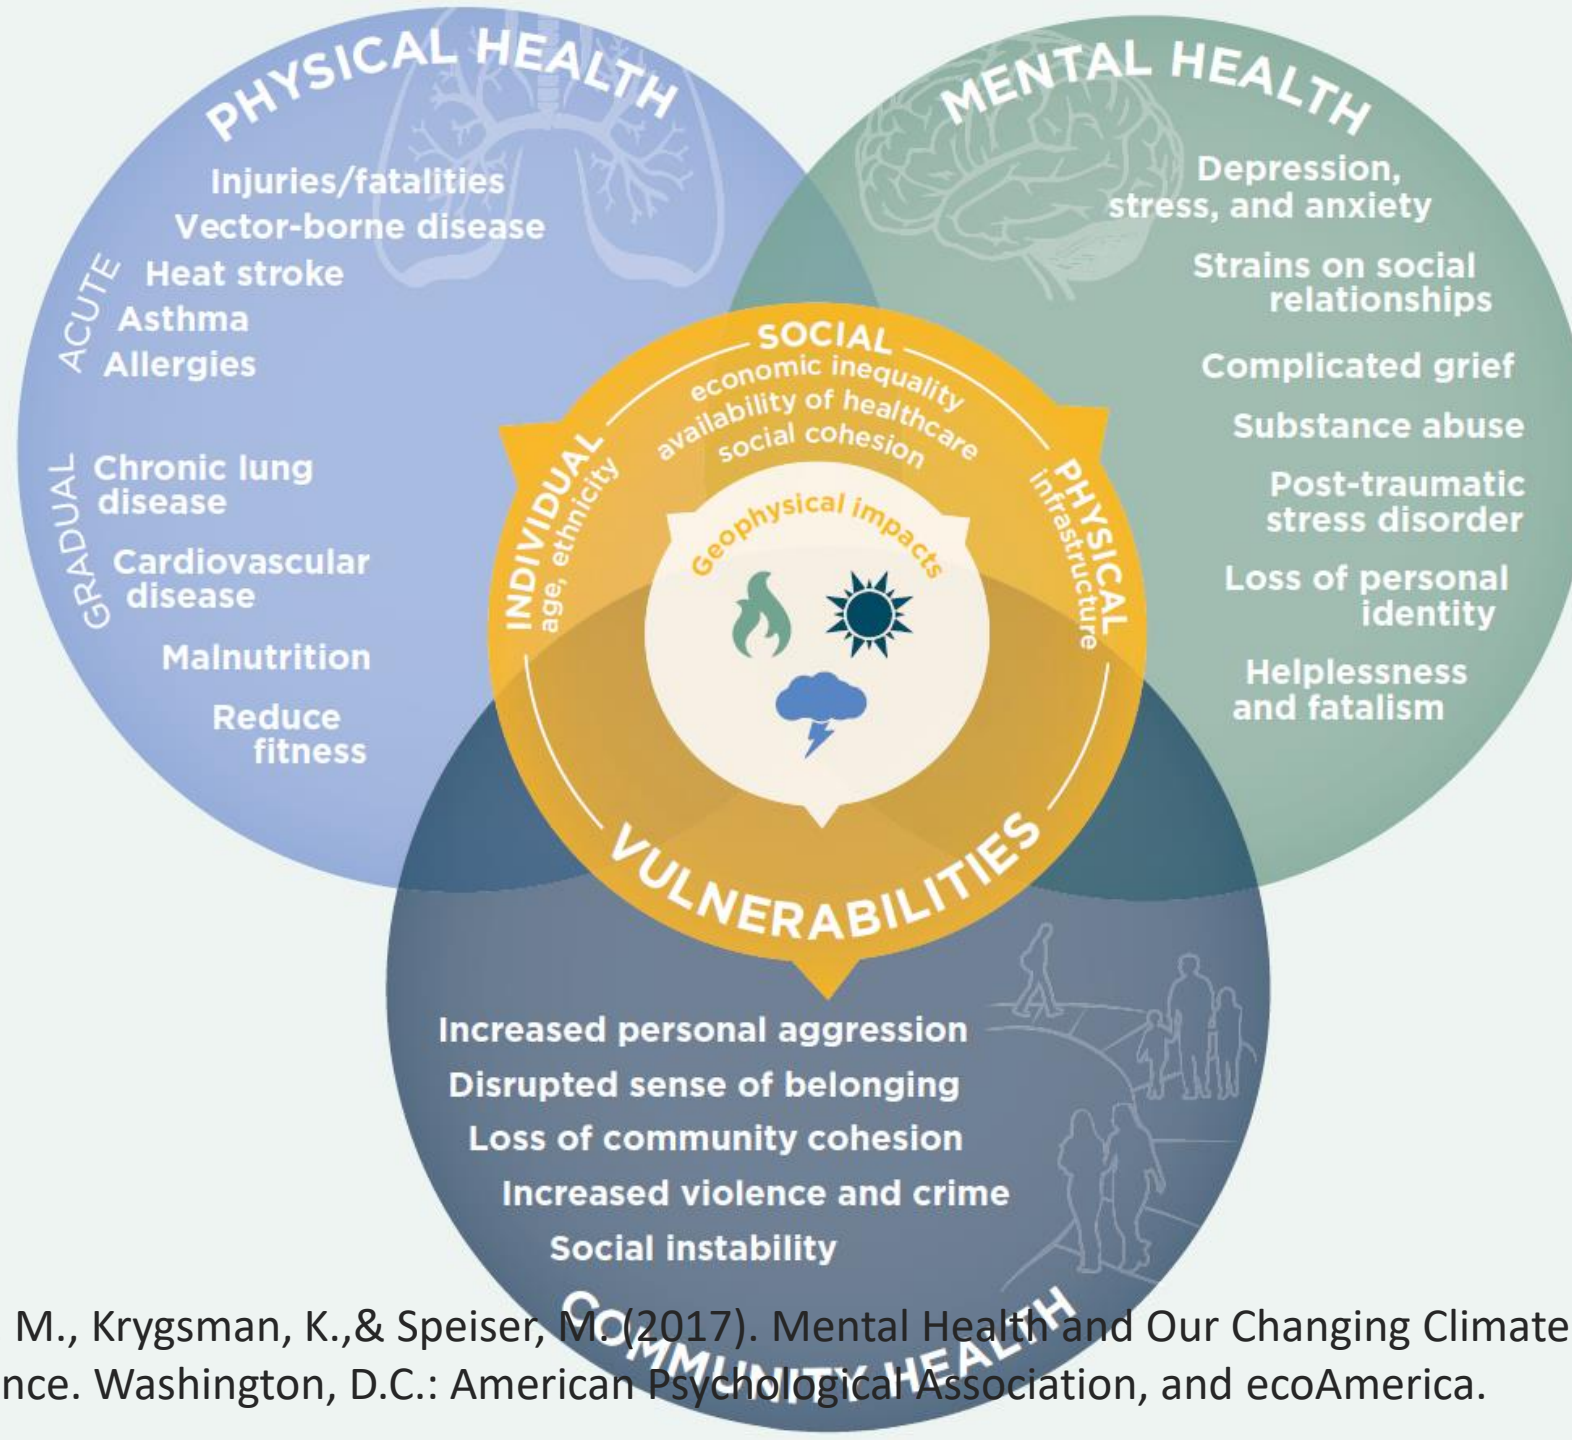 PHYSICAL HEALTH
Injuries/fatalities
Vector-borne disease
ACUTE
Heat stroke
Asthma
Allergies
GRADUAL
Chronic lung
disease
Cardiovascular
disease
Malnutrition
Reduce
fitness
MENTAL HEALTH
Depression,
stress, and anxiety
Strains on social
relationships
Complicated grief
Substance abuse
Post-traumatic
stress disorder
Loss of personal
identity
Helplessness
and fatalism
SOCIAL
economic inequality
availability of healthcare
social cohesion
INDIVIDUAL
age, ethnicity
PHYSICAL
infrastructure
Geophysical impacts
VULNERABILITIES
Increased personal aggression
Disrupted sense of belonging
Loss of community cohesion
Increased violence and crime
Social instability
COMMUNITY HEALTH
M., Krygsman, K.,& Speiser, M. (2017). Mental Health and Our Changing Climate
nce. Washington, D.C.: American Psychological Association, and ecoAmerica.